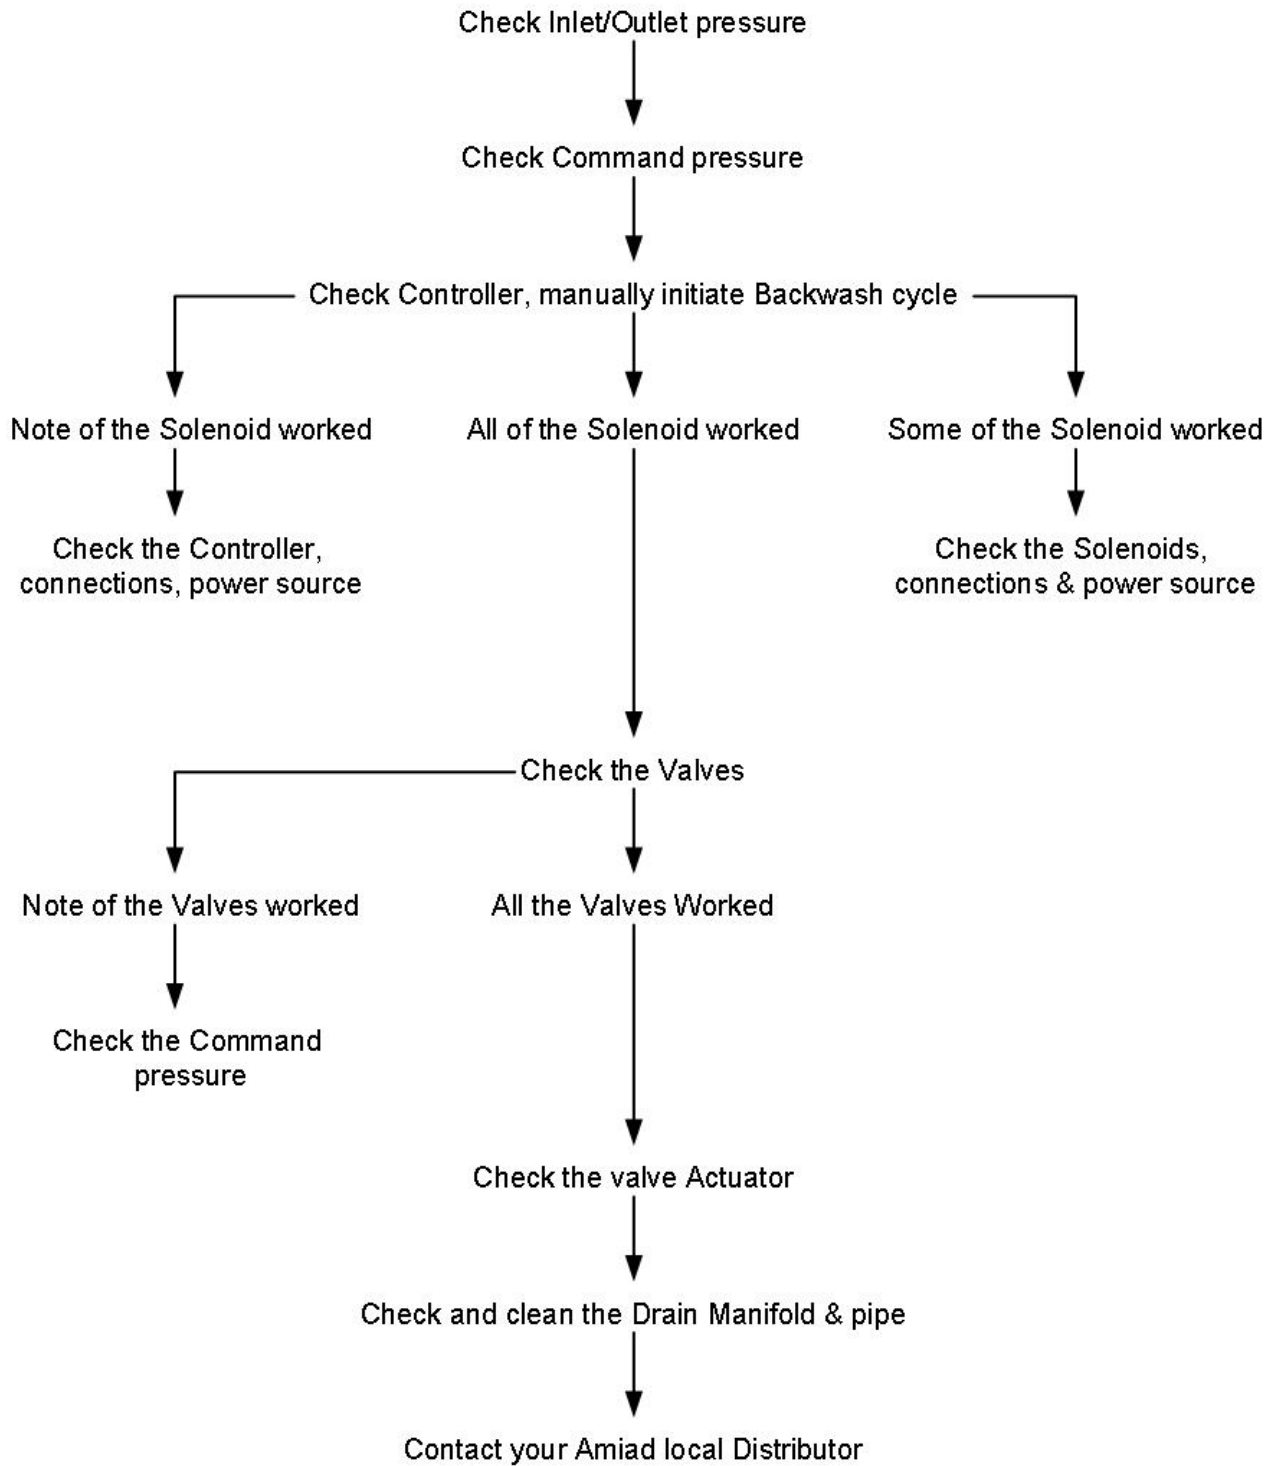 Check Inlet/Outlet pressure
Check Command pressure
Check Controller, manually initiate Backwash cycle
Note of the Solenoid worked
All of the Solenoid worked
Some of the Solenoid worked
Check the Controller,
connections, power source
Check the Solenoids,
connections & power source
Check the Valves
Note of the Valves worked
All the Valves Worked
Check the Command
pressure
Check the valve Actuator
Check and clean the Drain Manifold & pipe
Contact your Amiad local Distributor